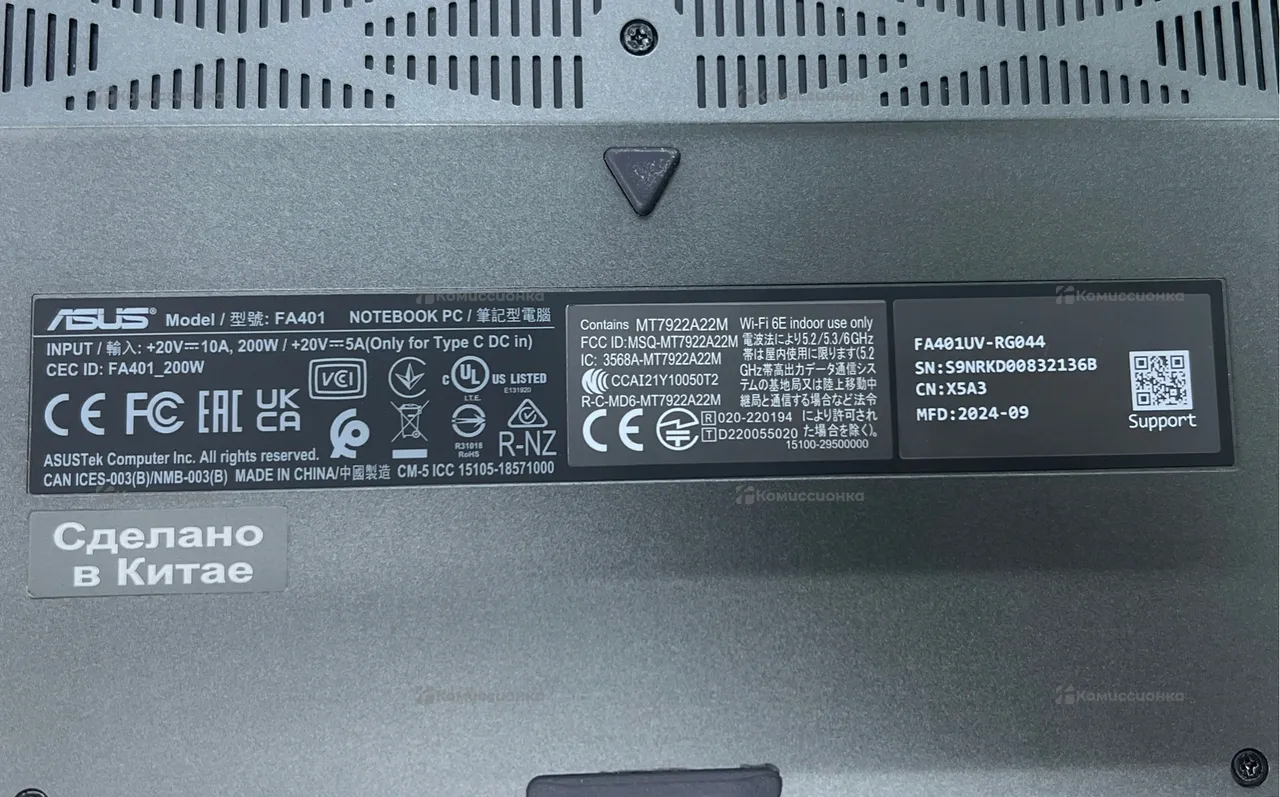 ASUS® Model / 型號: FA401 NOTEBOOK PC / 筆記型電腦
INPUT / 輸入: +20V⎓10A, 200W / +20V⎓5A(Only for Type C DC in)
CEC ID: FA401_200W
VCI
c UL US LISTED
I.T.E. E131920
CE FC EAC UK CA
R31018
RoHS
R-NZ
ASUSTek Computer Inc. All rights reserved.
CAN ICES-003(B)/NMB-003(B) MADE IN CHINA/中國製造 CM-5 ICC 15105-18571000
Contains MT7922A22M
FCC ID:MSQ-MT7922A22M
IC: 3568A-MT7922A22M
CCAI21Y10050T2
R-C-MD6-MT7922A22M
CE
R 020-220194
T D220055020
Wi-Fi 6E indoor use only
電波法により5.2/5.3/6GHz
帯は屋内使用に限ります(5.2
GHz帯高出力データ通信シス
テムの基地局又は陸上移動中
継局と通信する場合など法令
により許可され
た場合を除く)。
15100-29500000
FA401UV-RG044
SN:S9NRKD00832136B
CN:X5A3
MFD:2024-09
Support
Сделано
в Китае
Комиссионка
Комиссионка
Комиссионка
Комиссионка
Комиссионка
Комиссионка
Комиссионка